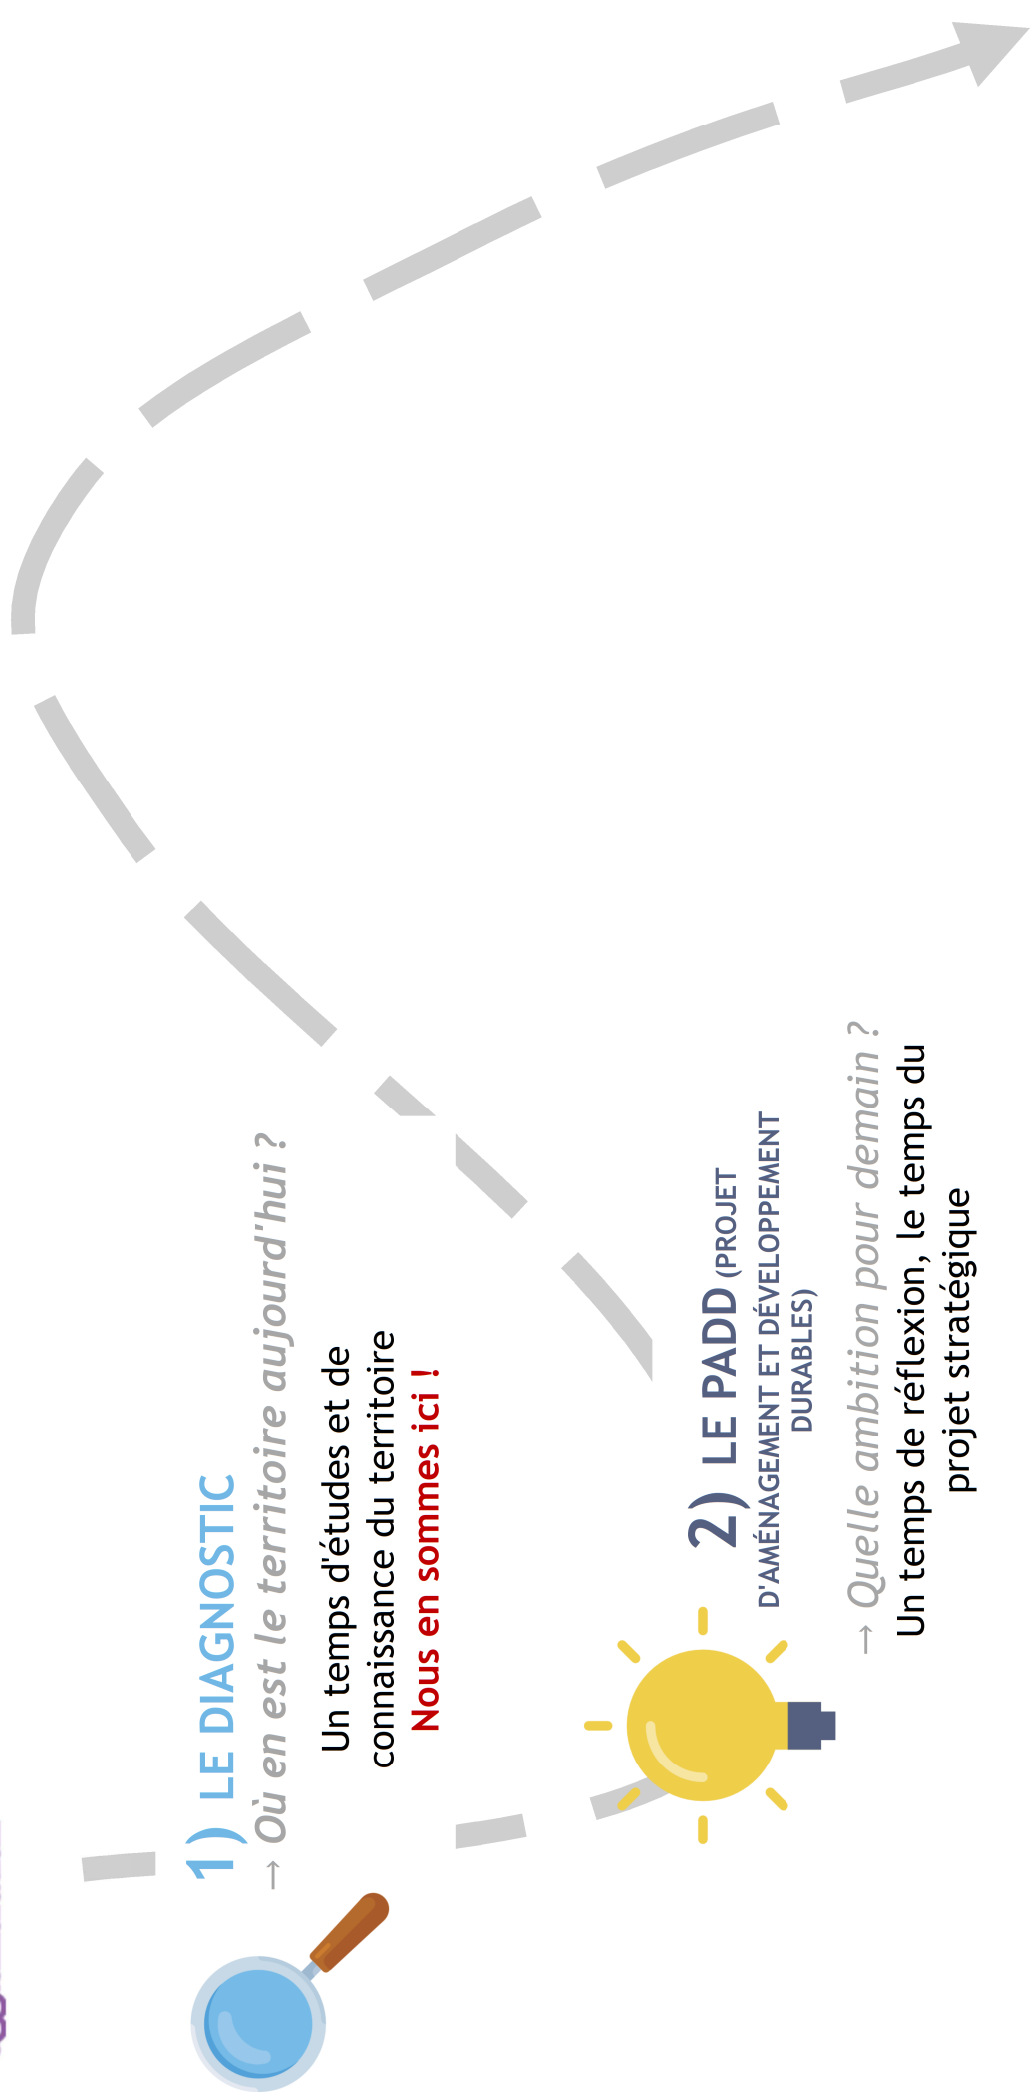 1) LE DIAGNOSTIC
→ Où en est le territoire aujourd'hui ?
Un temps d'études et de
connaissance du territoire
Nous en sommes ici !
2) LE PADD (PROJET
D'AMÉNAGEMENT ET DÉVELOPPEMENT
DURABLES)
→ Quelle ambition pour demain ?
Un temps de réflexion, le temps du
projet stratégique